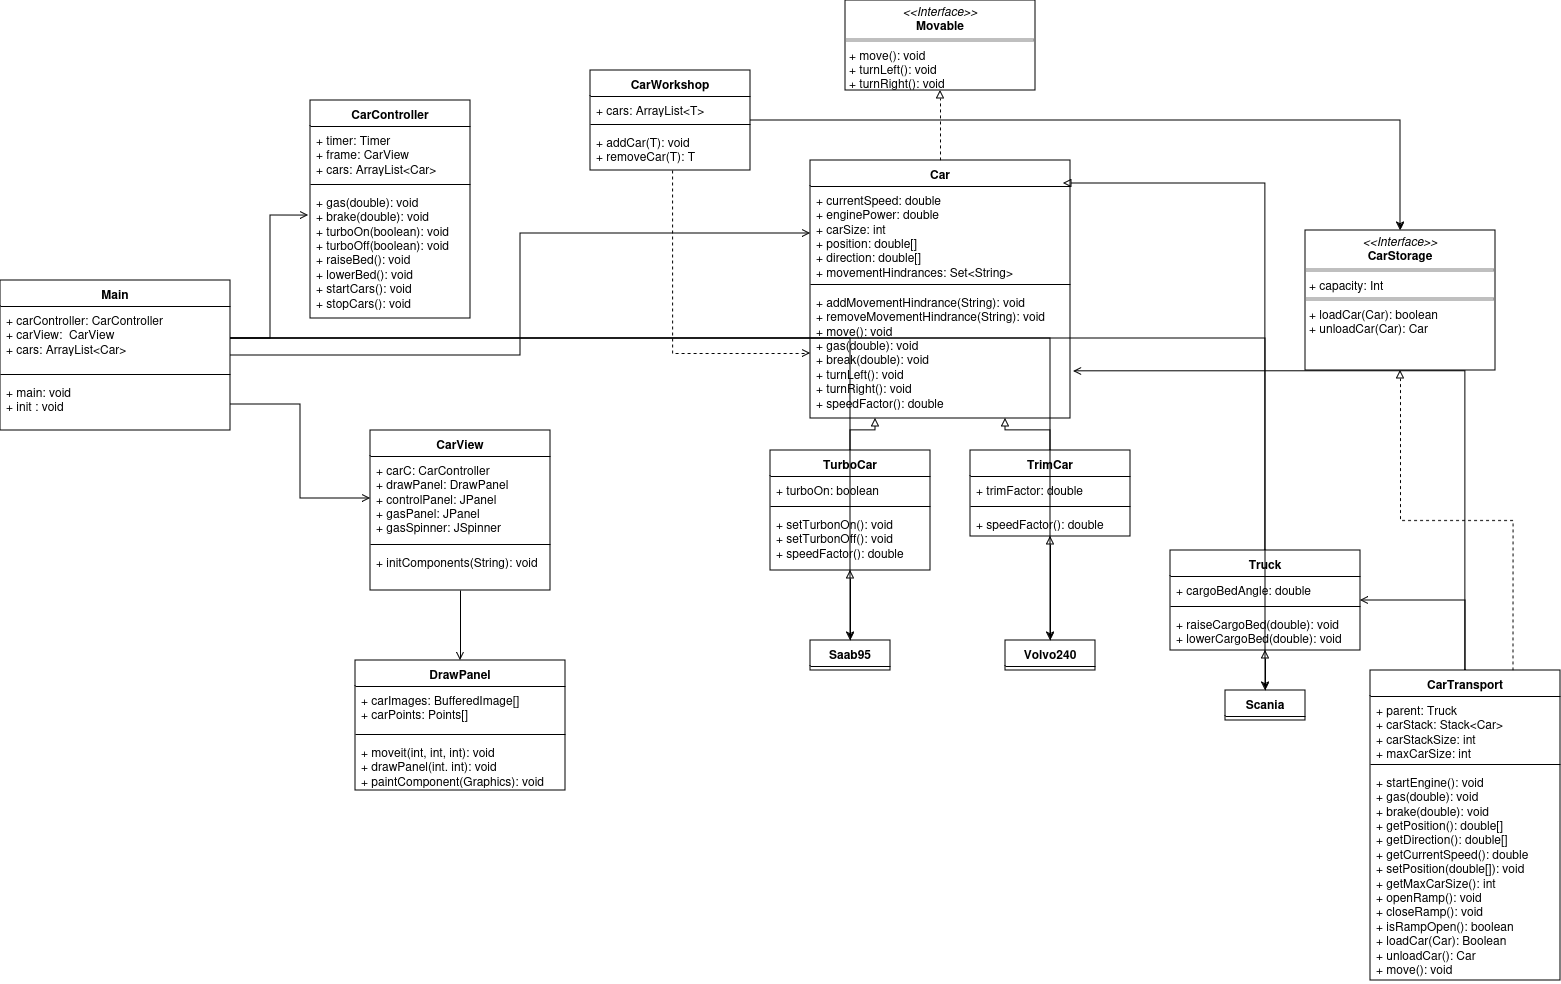 <<Interface>>
Movable
+ move(): void
+ turnLeft(): void
+ turnRight(): void
CarWorkshop
+ cars: ArrayList<T>
+ addCar(T): void
+ removeCar(T): T
CarController
+ timer: Timer
+ frame: CarView
+ cars: ArrayList<Car>
+ gas(double): void
+ brake(double): void
+ turboOn(boolean): void
+ turboOff(boolean): void
+ raiseBed(): void
+ lowerBed(): void
+ startCars(): void
+ stopCars(): void
Car
+ currentSpeed: double
+ enginePower: double
+ carSize: int
+ position: double[]
+ direction: double[]
+ movementHindrances: Set<String>
+ addMovementHindrance(String): void
+ removeMovementHindrance(String): void
+ move(): void
+ gas(double): void
+ break(double): void
+ turnLeft(): void
+ turnRight(): void
+ speedFactor(): double
<<Interface>>
CarStorage
+ capacity: Int
+ loadCar(Car): boolean
+ unloadCar(Car): Car
Main
+ carController: CarController
+ carView:  CarView
+ cars: ArrayList<Car>
+ main: void
+ init : void
CarView
+ carC: CarController
+ drawPanel: DrawPanel
+ controlPanel: JPanel
+ gasPanel: JPanel
+ gasSpinner: JSpinner
+ initComponents(String): void
TurboCar
+ turboOn: boolean
+ setTurbonOn(): void
+ setTurbonOff(): void
+ speedFactor(): double
TrimCar
+ trimFactor: double
+ speedFactor(): double
Truck
+ cargoBedAngle: double
+ raiseCargoBed(double): void
+ lowerCargoBed(double): void
Saab95
Volvo240
Scania
DrawPanel
+ carImages: BufferedImage[]
+ carPoints: Points[]
+ moveit(int, int, int): void
+ drawPanel(int. int): void
+ paintComponent(Graphics): void
CarTransport
+ parent: Truck
+ carStack: Stack<Car>
+ carStackSize: int
+ maxCarSize: int
+ startEngine(): void
+ gas(double): void
+ brake(double): void
+ getPosition(): double[]
+ getDirection(): double[]
+ getCurrentSpeed(): double
+ setPosition(double[]): void
+ getMaxCarSize(): int
+ openRamp(): void
+ closeRamp(): void
+ isRampOpen(): boolean
+ loadCar(Car): Boolean
+ unloadCar(): Car
+ move(): void